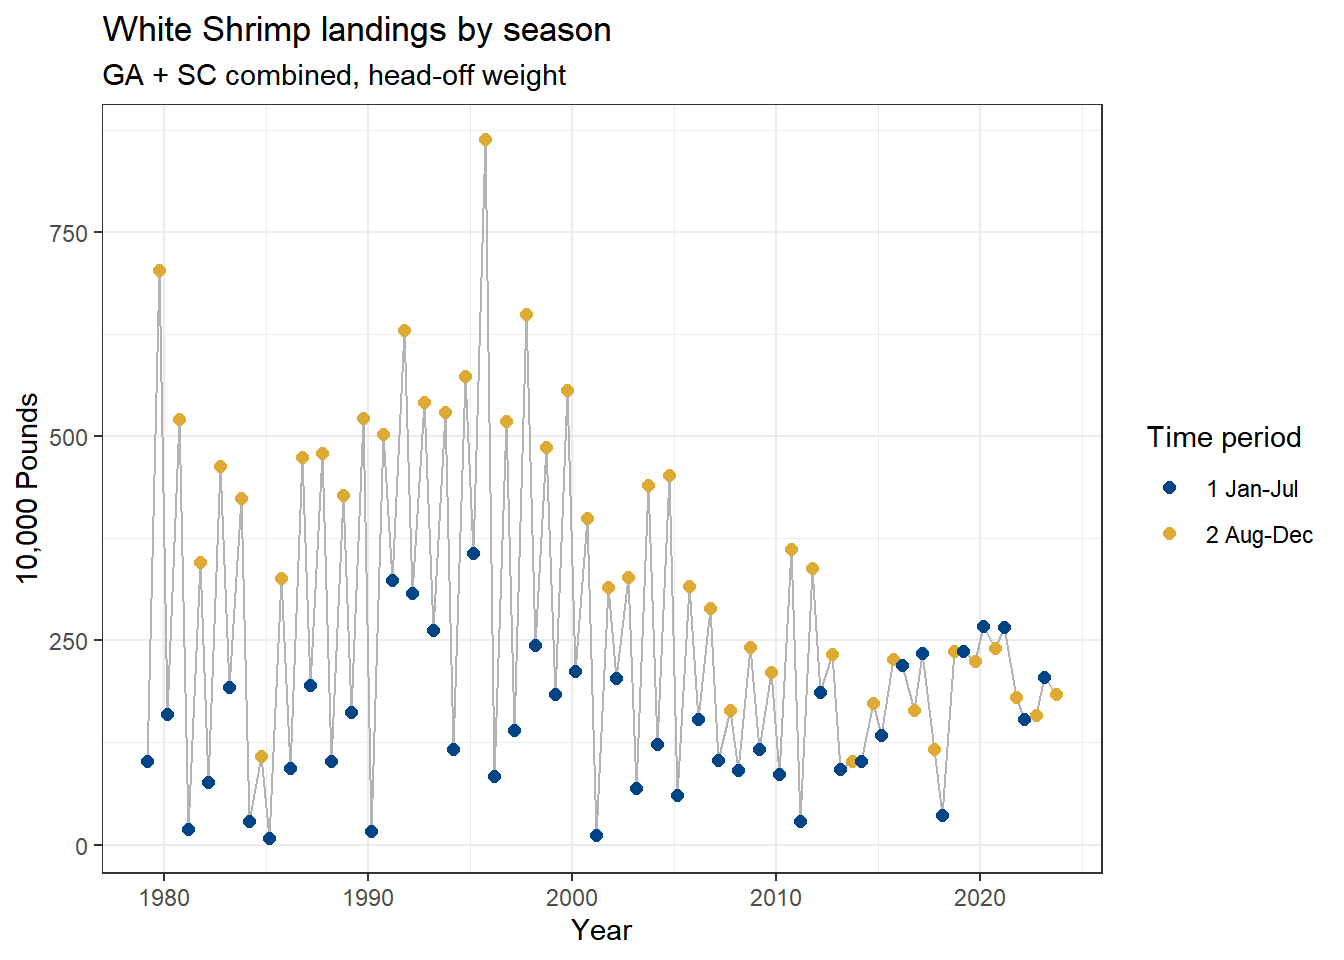 White Shrimp landings by season
GA + SC combined, head-off weight
10,000 Pounds
750
500
250
0
1980 1990 2000 2010 2020
Year
Time period
1 Jan-Jul
2 Aug-Dec